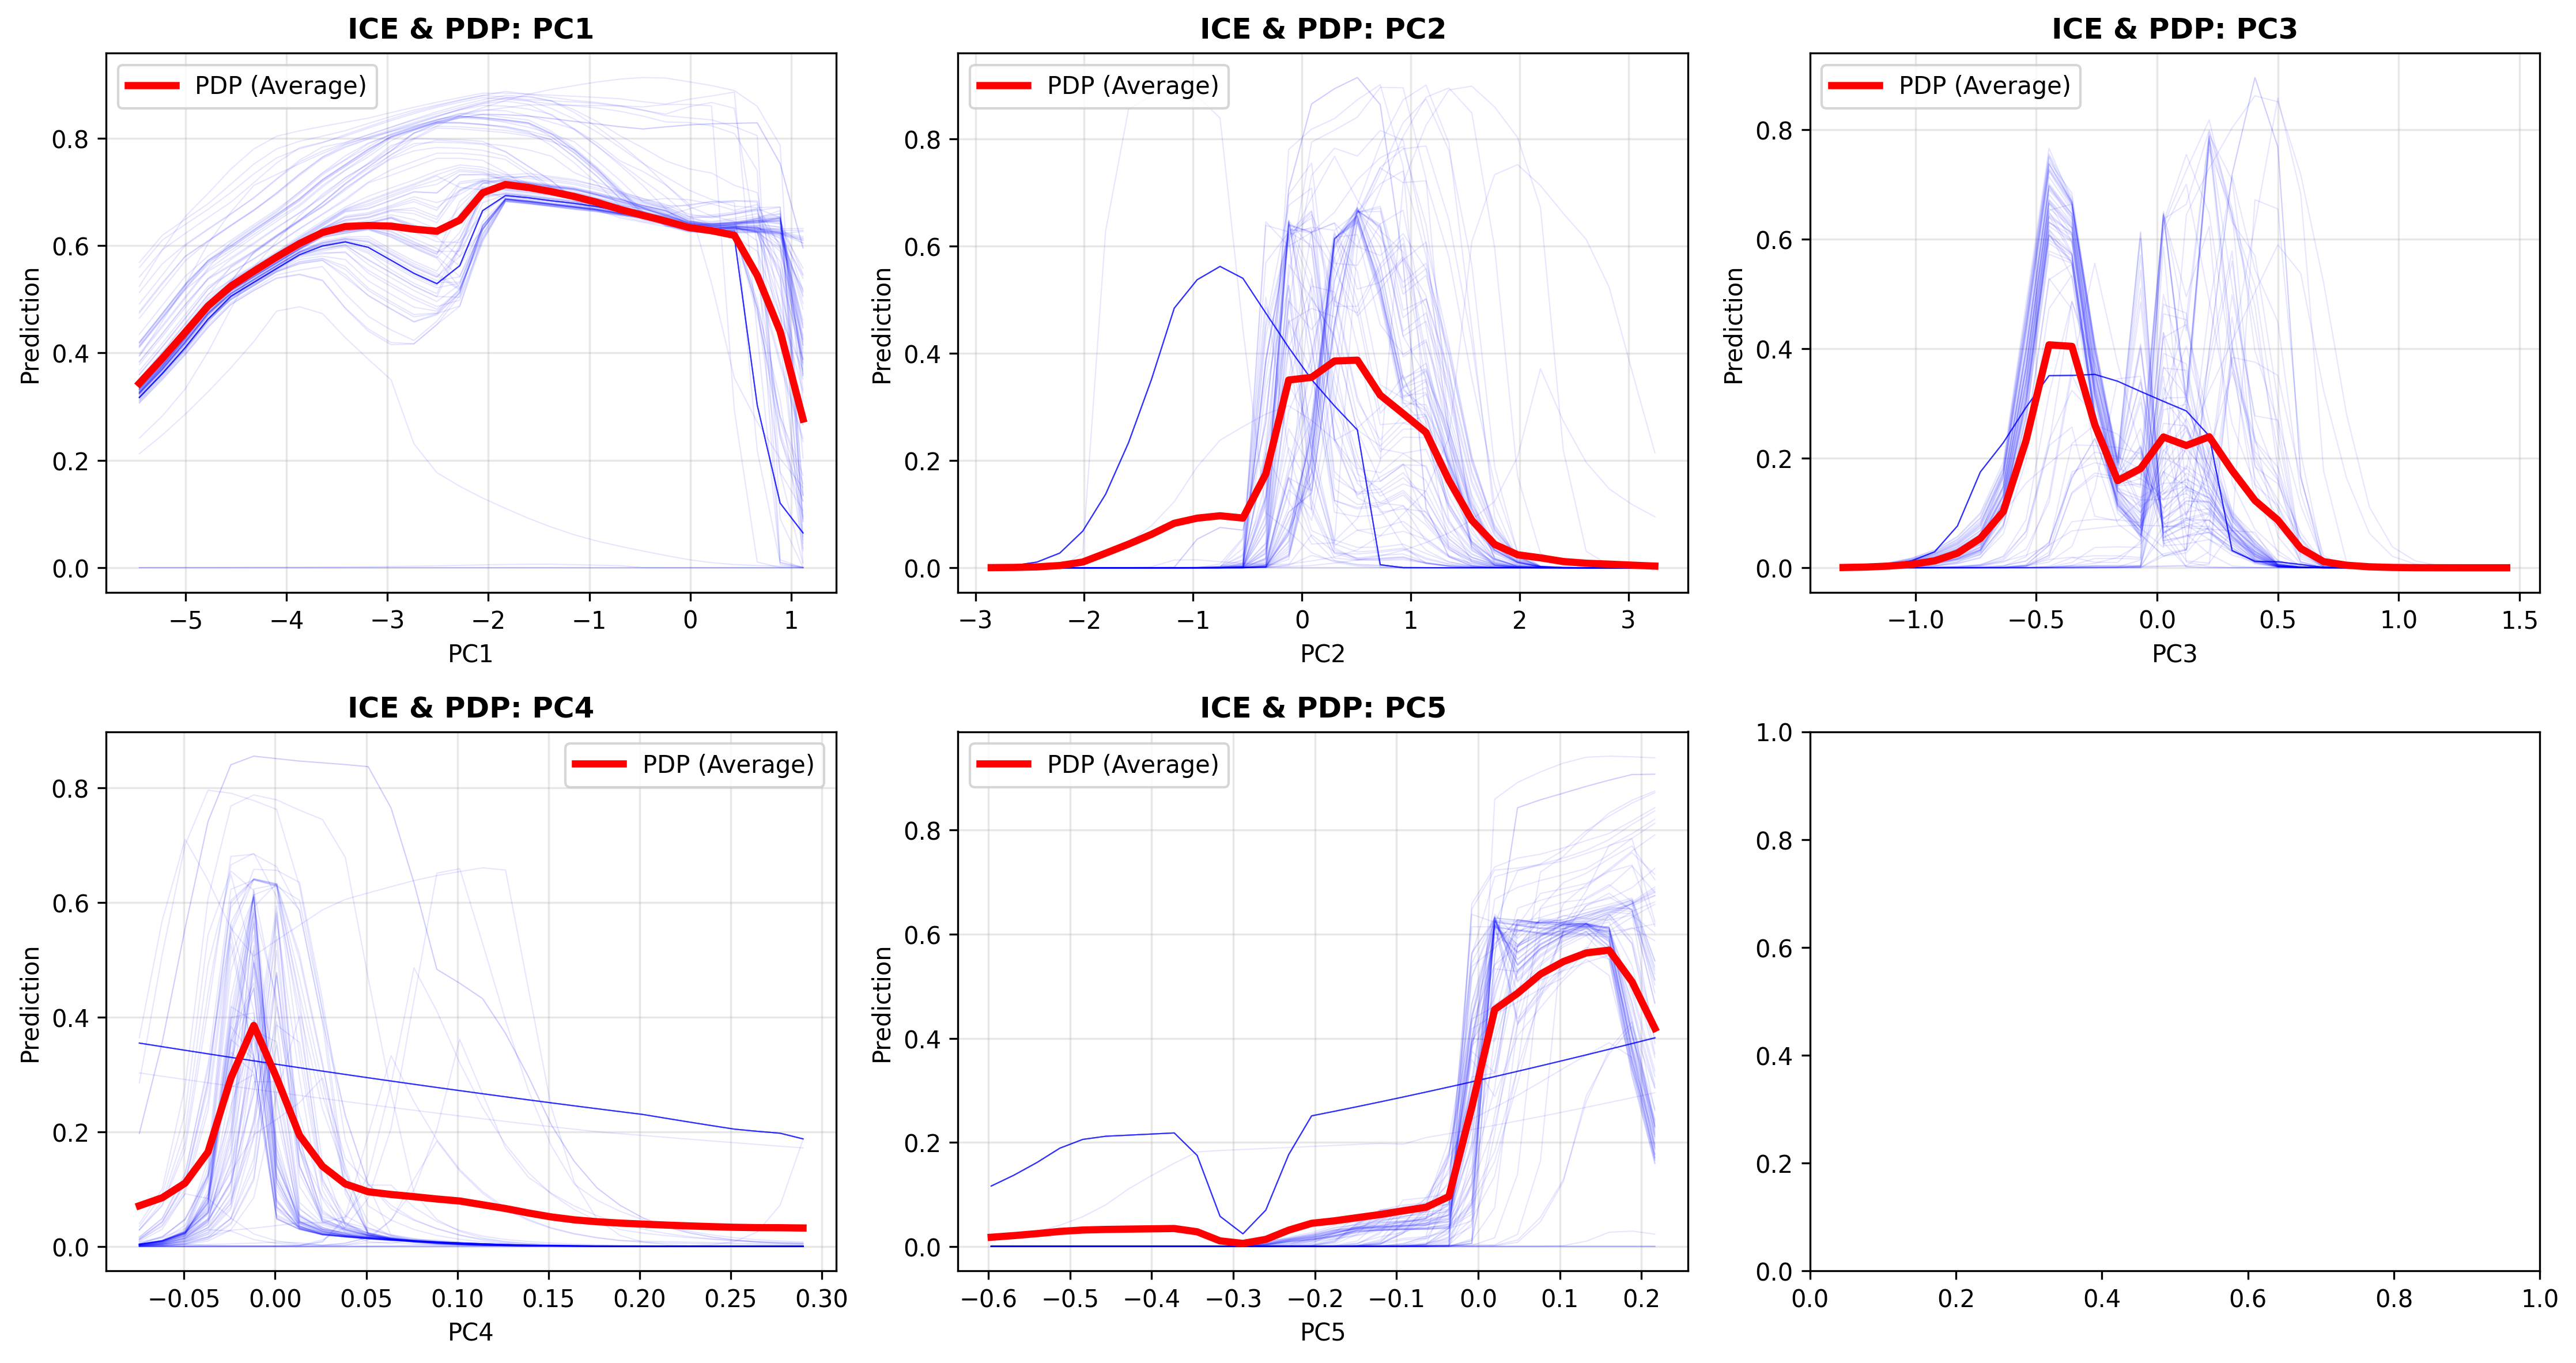 ICE & PDP: PC1
PDP (Average)
Prediction
0.8
0.6
0.4
0.2
0.0
−5 −4 −3 −2 −1 0 1
PC1
ICE & PDP: PC2
PDP (Average)
Prediction
0.8
0.6
0.4
0.2
0.0
−3 −2 −1 0 1 2 3
PC2
ICE & PDP: PC3
PDP (Average)
Prediction
0.8
0.6
0.4
0.2
0.0
−1.0 −0.5 0.0 0.5 1.0 1.5
PC3
ICE & PDP: PC4
PDP (Average)
Prediction
0.8
0.6
0.4
0.2
0.0
−0.05 0.00 0.05 0.10 0.15 0.20 0.25 0.30
PC4
ICE & PDP: PC5
PDP (Average)
Prediction
0.8
0.6
0.4
0.2
0.0
−0.6 −0.5 −0.4 −0.3 −0.2 −0.1 0.0 0.1 0.2
PC5
1.0
0.8
0.6
0.4
0.2
0.0
0.0 0.2 0.4 0.6 0.8 1.0